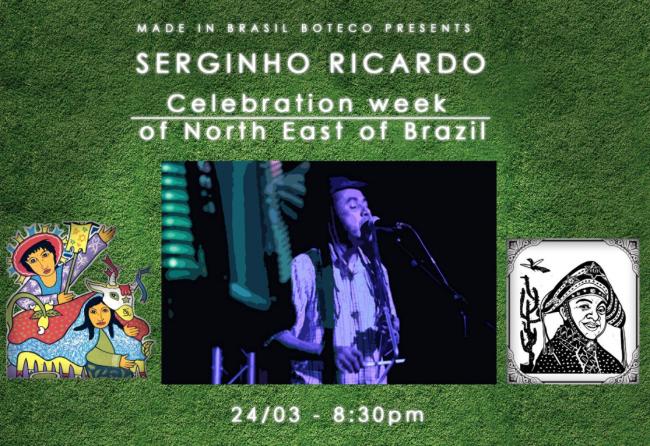 MADE IN BRASIL BOTECO PRESENTS
SERGINHO RICARDO
Celebration week
of North East of Brazil
24/03 - 8:30pm